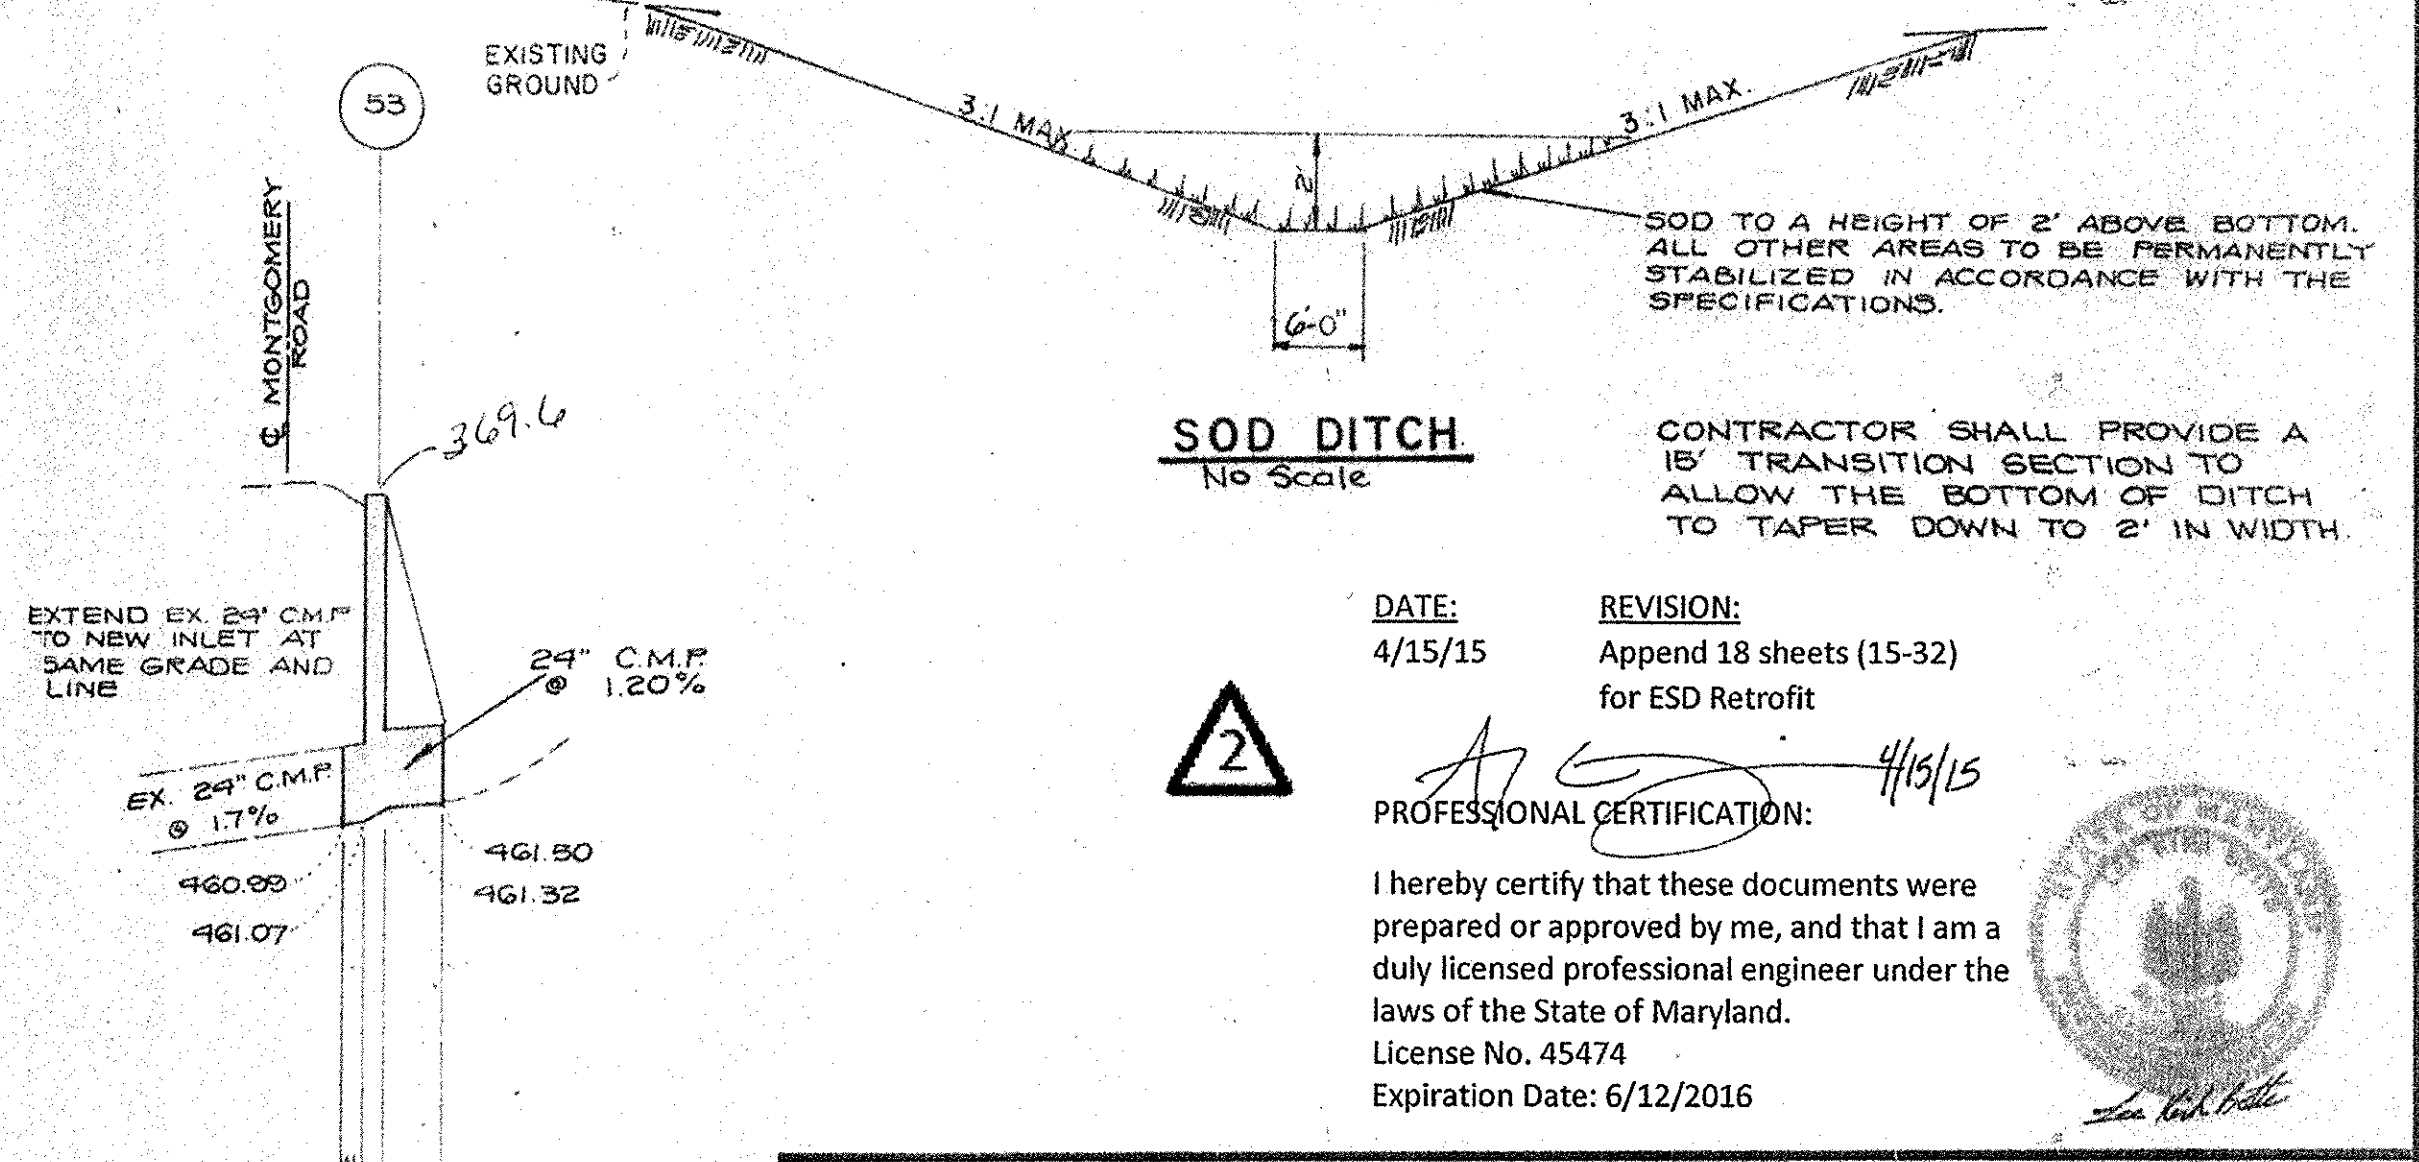 EXISTING
GROUND
53
℄ MONTGOMERY
ROAD
369.6
EXTEND EX. 24' C.M.P
TO NEW INLET AT
SAME GRADE AND
LINE
24" C.M.P.
@ 1.20%
EX. 24" C.M.P.
@ 1.7%
460.99
461.07
461.50
461.32
3:1 MAX.
3:1 MAX.
2'
6'-0"
SOD TO A HEIGHT OF 2' ABOVE BOTTOM.
ALL OTHER AREAS TO BE PERMANENTLY
STABILIZED IN ACCORDANCE WITH THE
SPECIFICATIONS.
SOD DITCH
No Scale
CONTRACTOR SHALL PROVIDE A
15' TRANSITION SECTION TO
ALLOW THE BOTTOM OF DITCH
TO TAPER DOWN TO 2' IN WIDTH.
DATE: REVISION:
4/15/15 Append 18 sheets (15-32)
for ESD Retrofit
2
4/15/15
PROFESSIONAL CERTIFICATION:
I hereby certify that these documents were
prepared or approved by me, and that I am a
duly licensed professional engineer under the
laws of the State of Maryland.
License No. 45474
Expiration Date: 6/12/2016
STATE OF MARYLAND